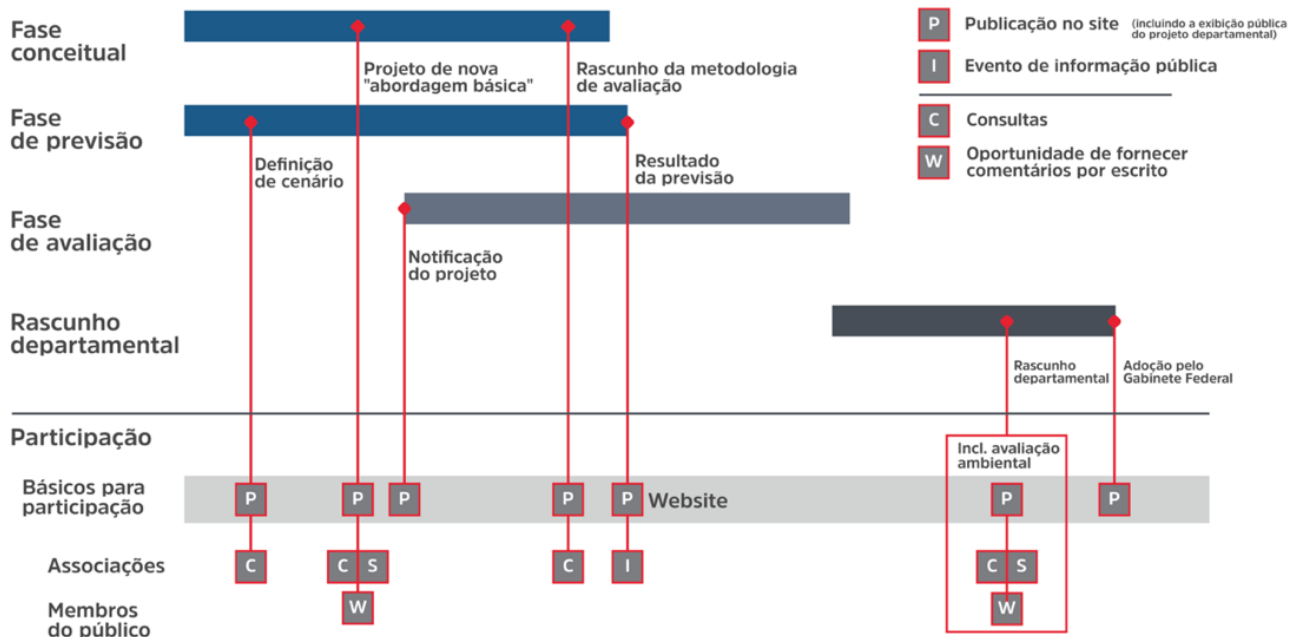 Fase
conceitual
Projeto de nova
"abordagem básica"
Rascunho da metodologia
de avaliação
P Publicação no site (incluindo a exibição pública
do projeto departamental)
I Evento de informação pública
C Consultas
W Oportunidade de fornecer
comentários por escrito
Fase
de previsão
Definição
de cenário
Resultado
da previsão
Fase
de avaliação
Notificação
do projeto
Rascunho
departamental
Rascunho
departamental
Adoção pelo
Gabinete Federal
Participação
Incl. avaliação
ambiental
Básicos para
participação
P P P P P Website P P
Associações
C C S C I C S
Membros
do público
W W